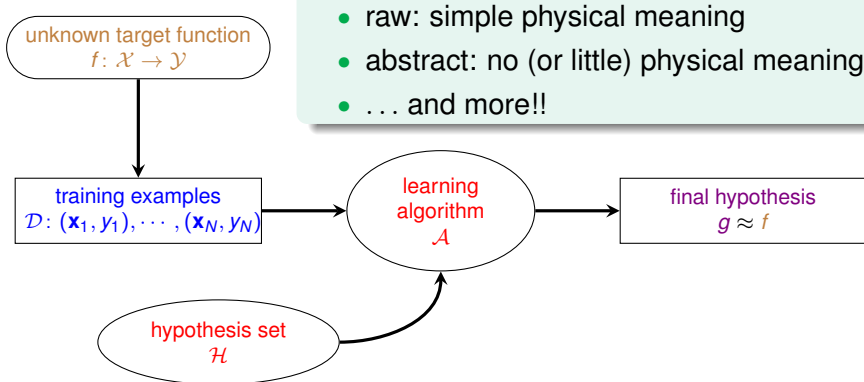 • raw: simple physical meaning
• abstract: no (or little) physical meaning
• . . . and more!!
unknown target function
f : 𝒳 → 𝒴
training examples
𝒟 : (x₁, y₁), ⋯ , (x_N, y_N)
learning
algorithm
𝒜
final hypothesis
g ≈ f
hypothesis set
ℋ